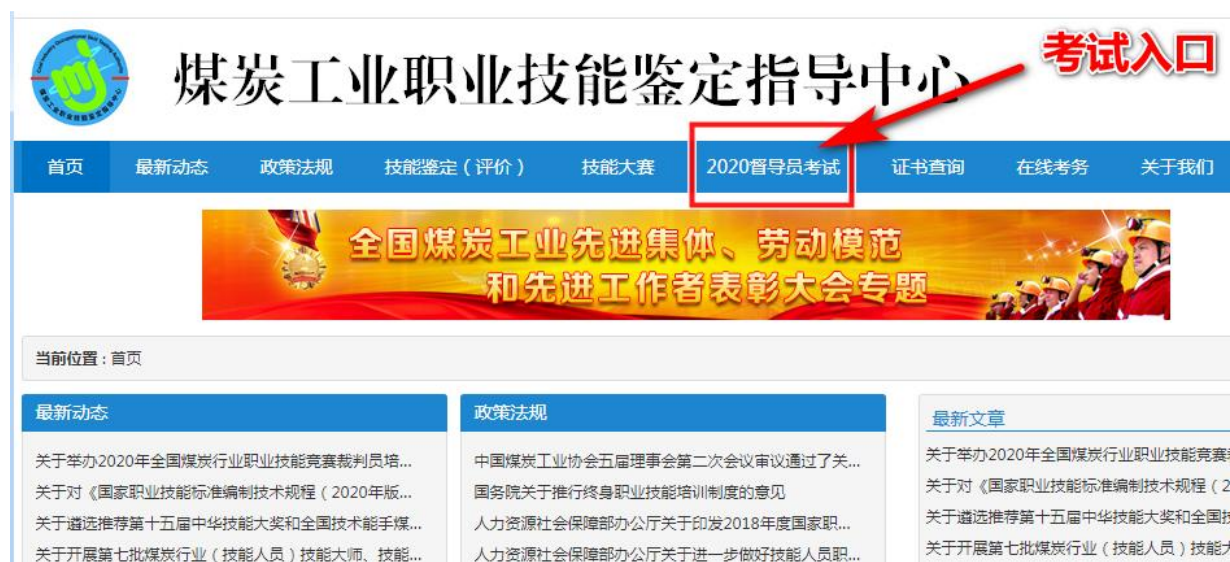 考试入口
煤炭工业职业技能鉴定指导中心
首页 最新动态 政策法规 技能鉴定（评价） 技能大赛 2020督导员考试 证书查询 在线考务 关于我们
全国煤炭工业先进集体、劳动模范
和先进工作者表彰大会专题
当前位置：首页
最新动态
关于举办2020年全国煤炭行业职业技能竞赛裁判员培...
关于对《国家职业技能标准编制技术规程（2020年版...
关于遴选推荐第十五届中华技能大奖和全国技术能手煤...
关于开展第七批煤炭行业（技能人员）技能大师、技能...
政策法规
中国煤炭工业协会五届理事会第二次会议审议通过了关...
国务院关于推行终身职业技能培训制度的意见
人力资源社会保障部办公厅关于印发2018年度国家职...
人力资源社会保障部办公厅关于进一步做好技能人员职...
最新文章
关于举办2020年全国煤炭行业职业技能竞赛
关于对《国家职业技能标准编制技术规程（2
关于遴选推荐第十五届中华技能大奖和全国技
关于开展第七批煤炭行业（技能人员）技能大